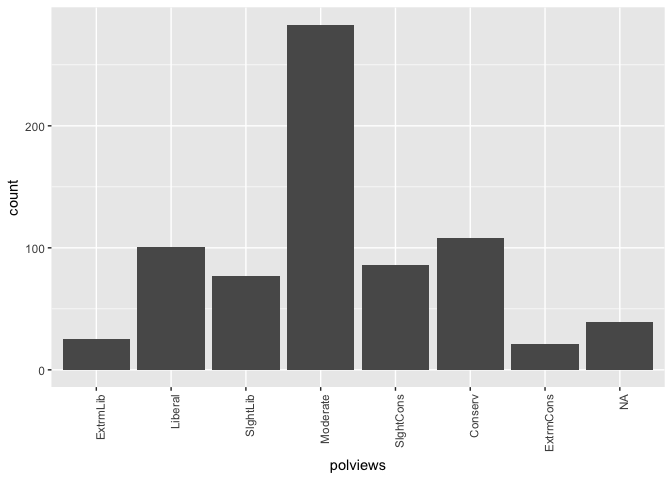 200
100
0
count
ExtrmLib
Liberal
SlghtLib
Moderate
SlghtCons
Conserv
ExtrmCons
NA
polviews